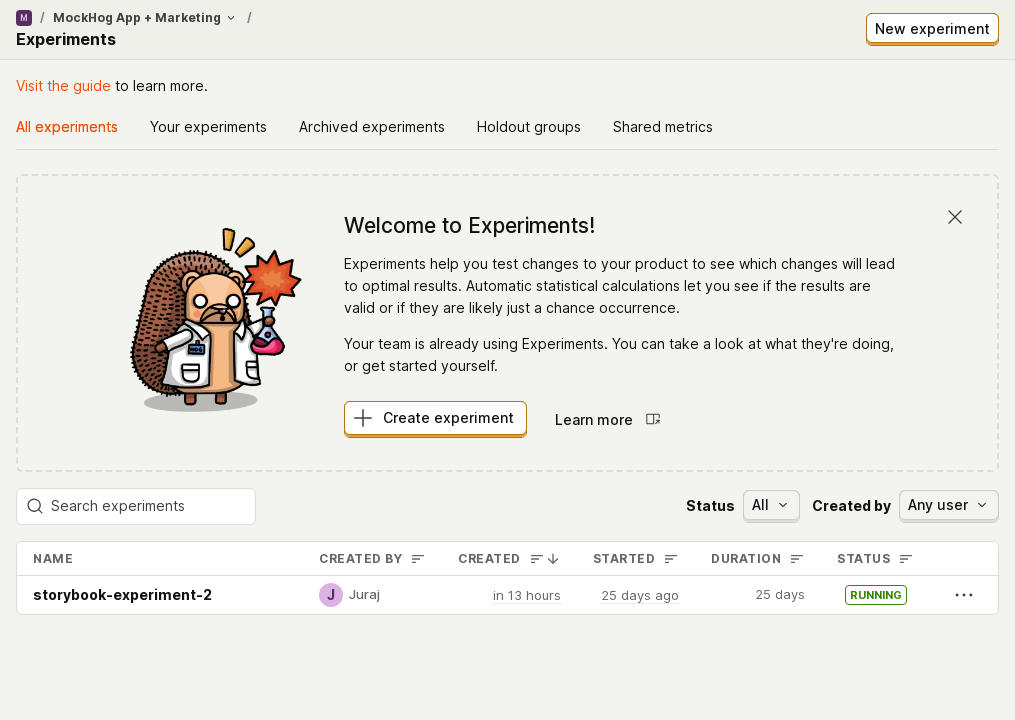 M / MockHog App + Marketing /
Experiments
New experiment
Visit the guide to learn more.
All experiments Your experiments Archived experiments Holdout groups Shared metrics
Welcome to Experiments!
Experiments help you test changes to your product to see which changes will lead
to optimal results. Automatic statistical calculations let you see if the results are
valid or if they are likely just a chance occurrence.
Your team is already using Experiments. You can take a look at what they're doing,
or get started yourself.
Create experiment Learn more
Search experiments Status All Created by Any user
NAME CREATED BY CREATED STARTED DURATION STATUS
storybook-experiment-2 J Juraj in 13 hours 25 days ago 25 days RUNNING